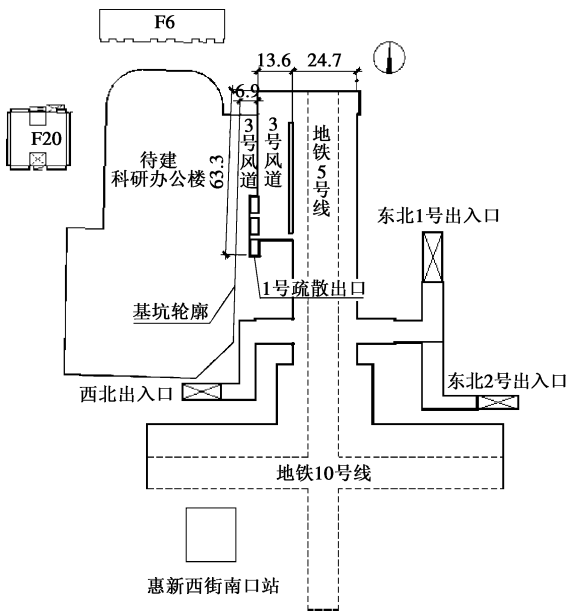 F6
13.6
24.7
6.9
F20
待建
科研办公楼
63.3
3号风道
3号风道
地铁5号线
东北1号出入口
1号疏散出口
基坑轮廓
西北出入口
东北2号出入口
地铁10号线
惠新西街南口站